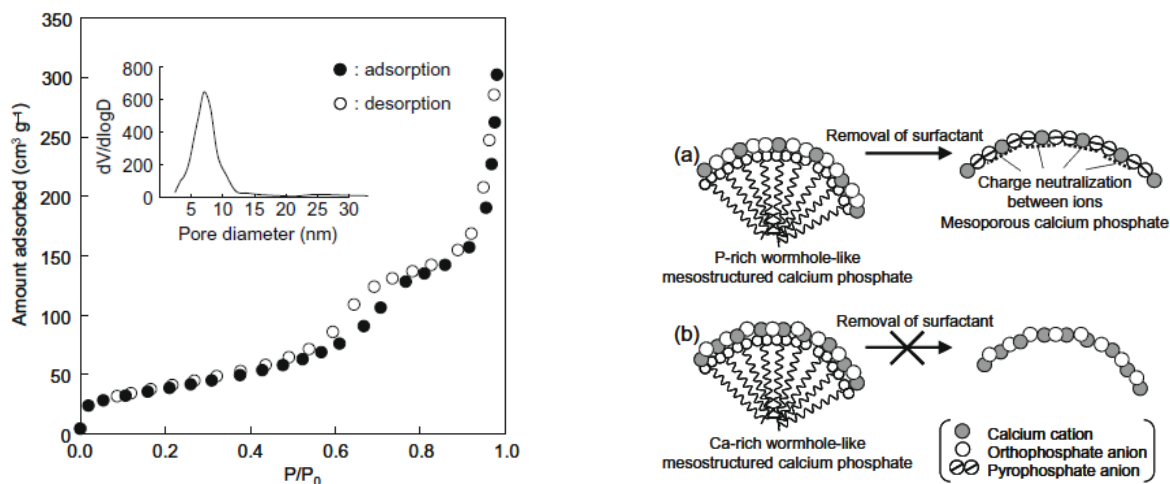 350
300
250
200
150
100
50
0
Amount adsorbed (cm³ g⁻¹)
0.0
0.2
0.4
0.6
0.8
1.0
P/P₀
800
600
400
200
0
dV/dlogD
5
10
15
20
25
30
Pore diameter (nm)
● : adsorption
○ : desorption
(a)
Removal of surfactant
Charge neutralization
between ions
Mesoporous calcium phosphate
P-rich wormhole-like
mesostructured calcium phosphate
(b)
Removal of surfactant
Ca-rich wormhole-like
mesostructured calcium phosphate
Calcium cation
Orthophosphate anion
Pyrophosphate anion